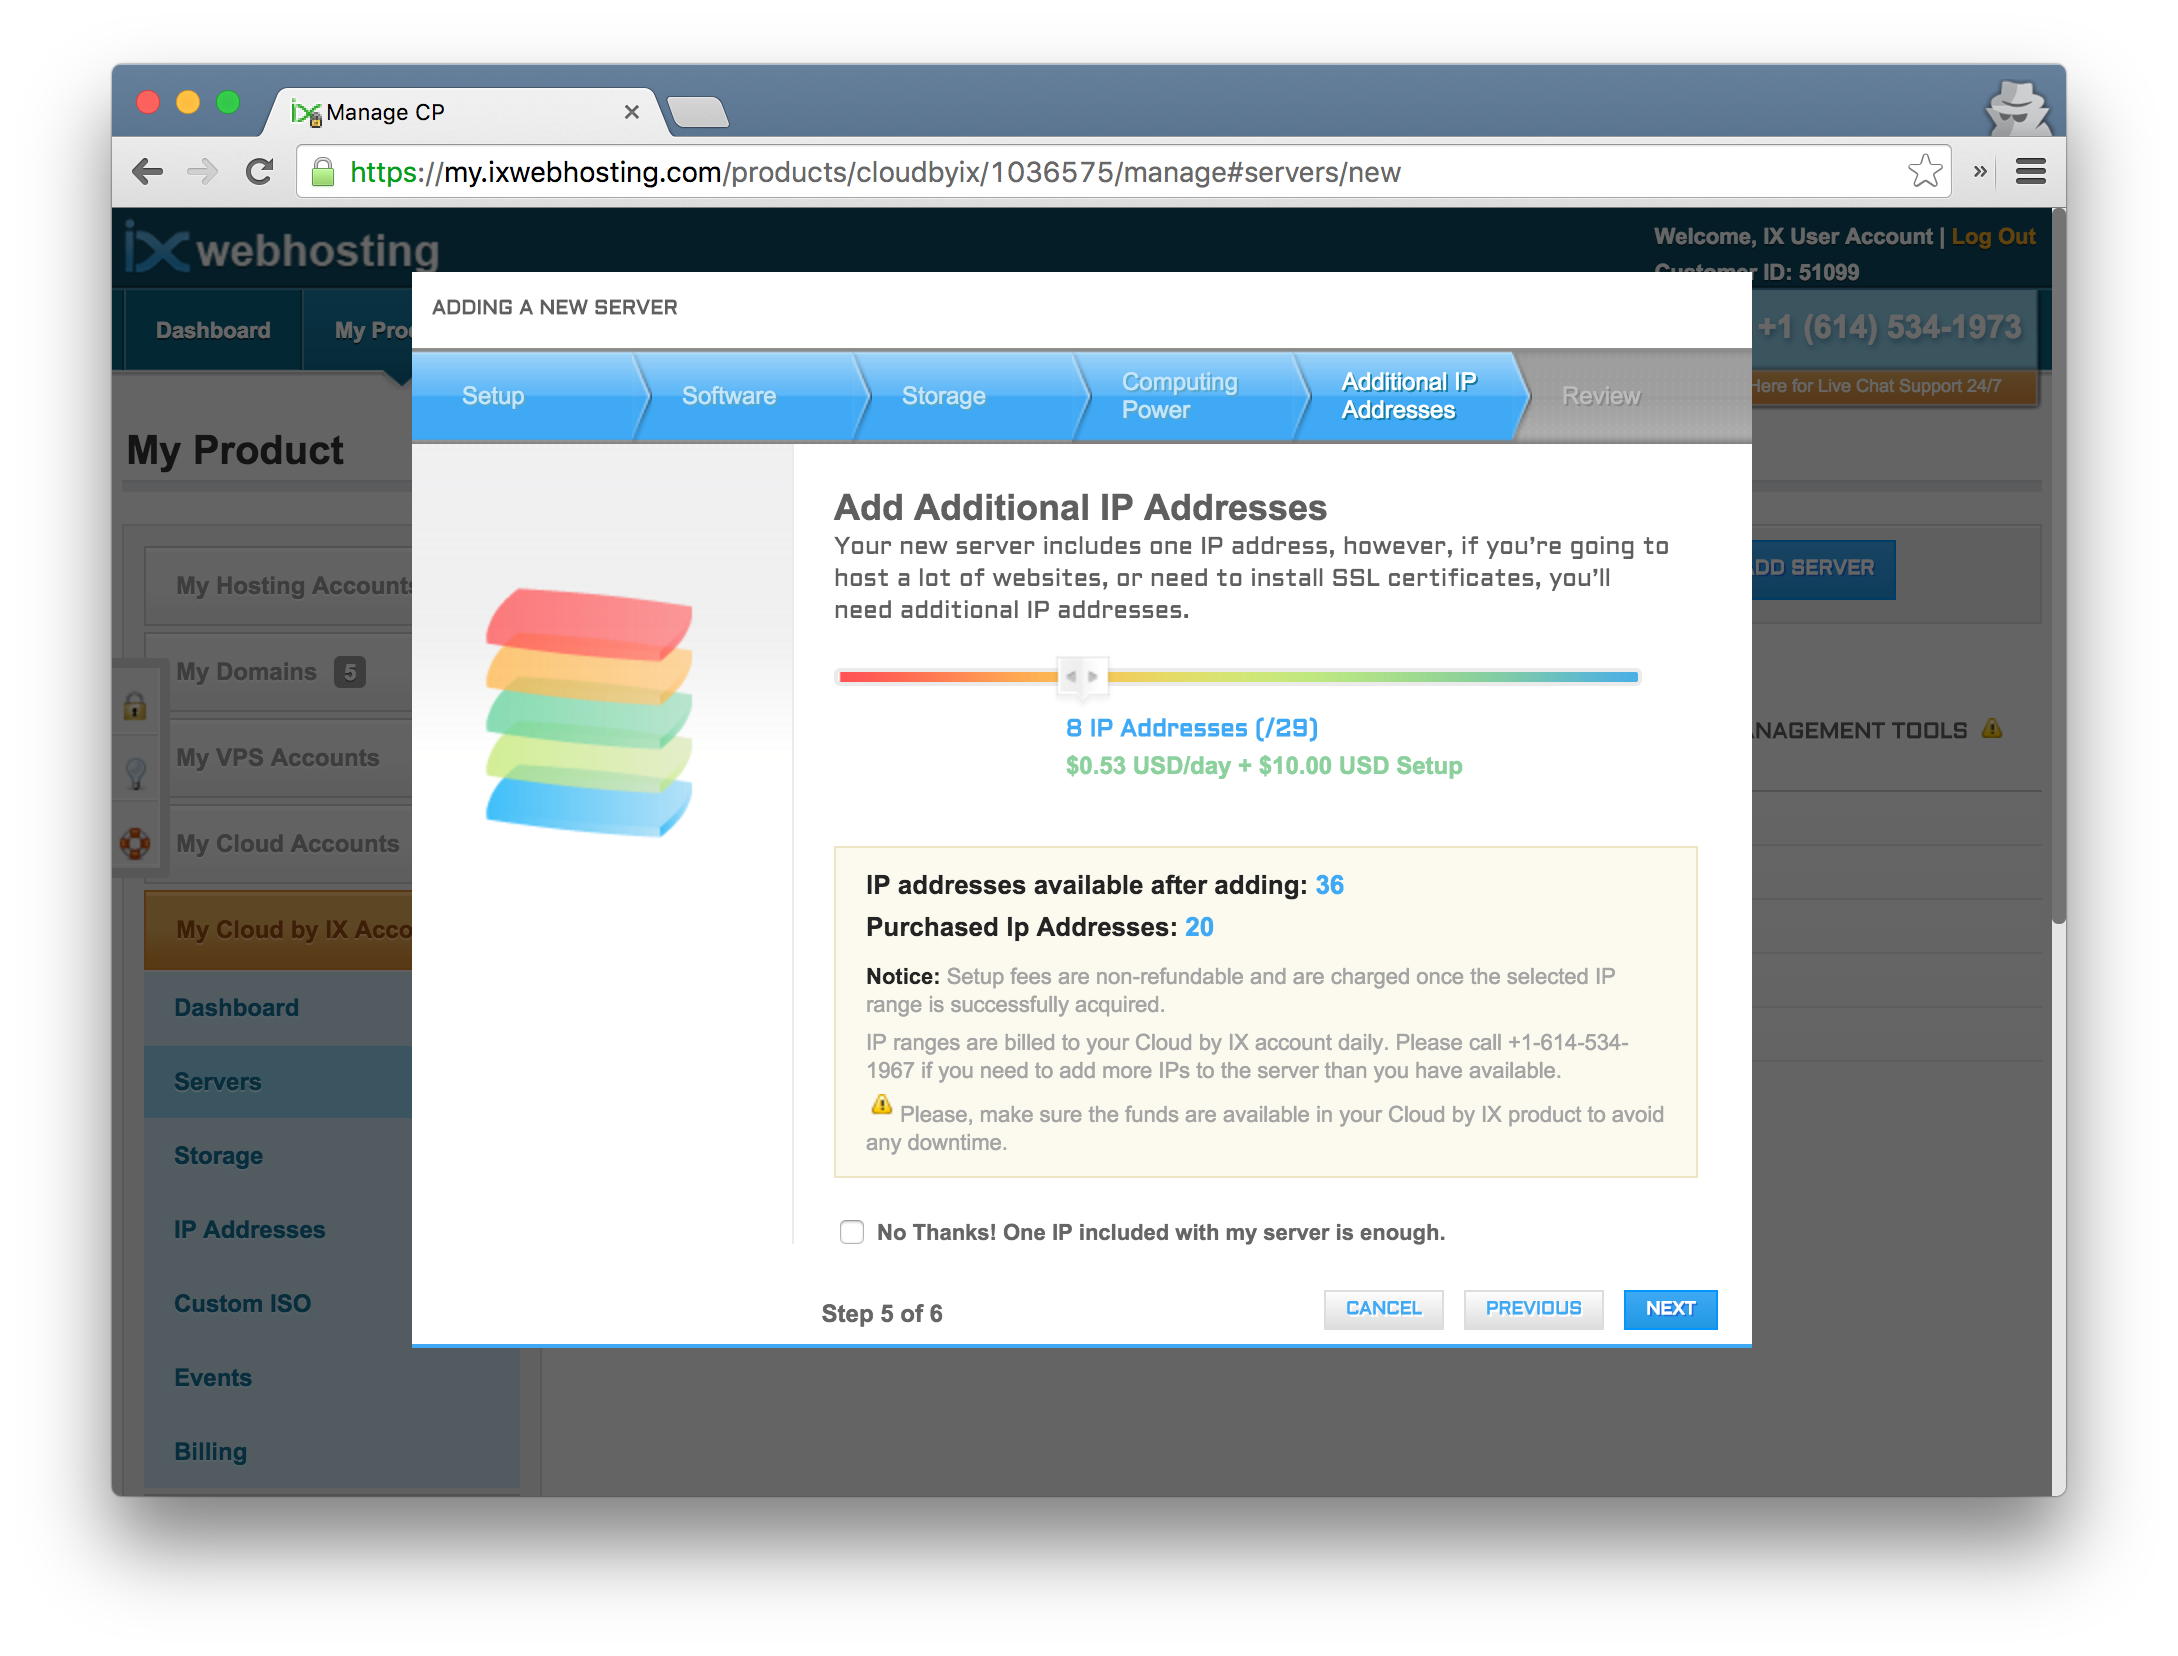 Manage CP
https://my.ixwebhosting.com/products/cloudbyix/1036575/manage#servers/new
ix webhosting
Welcome, IX User Account | Log Out
Customer ID: 51099
Dashboard
My Pro
+1 (614) 534-1973
Here for Live Chat Support 24/7
ADDING A NEW SERVER
Setup
Software
Storage
Computing
Power
Additional IP
Addresses
Review
My Product
My Hosting Accounts
My Domains 5
My VPS Accounts
My Cloud Accounts
My Cloud by IX Acco
Dashboard
Servers
Storage
IP Addresses
Custom ISO
Events
Billing
DD SERVER
NAGEMENT TOOLS
Add Additional IP Addresses
Your new server includes one IP address, however, if you're going to
host a lot of websites, or need to install SSL certificates, you'll
need additional IP addresses.
8 IP Addresses (/29)
$0.53 USD/day + $10.00 USD Setup
IP addresses available after adding: 36
Purchased Ip Addresses: 20
Notice: Setup fees are non-refundable and are charged once the selected IP
range is successfully acquired.
IP ranges are billed to your Cloud by IX account daily. Please call +1-614-534-
1967 if you need to add more IPs to the server than you have available.
Please, make sure the funds are available in your Cloud by IX product to avoid
any downtime.
No Thanks! One IP included with my server is enough.
Step 5 of 6
CANCEL
PREVIOUS
NEXT